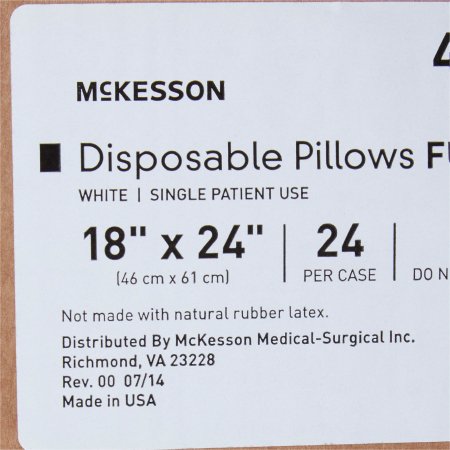 McKESSON
Disposable Pillows
WHITE | SINGLE PATIENT USE
18" x 24" | 24 |
(46 cm x 61 cm) PER CASE DO
Not made with natural rubber latex.
Distributed By McKesson Medical-Surgical Inc.
Richmond, VA 23228
Rev. 00 07/14
Made in USA